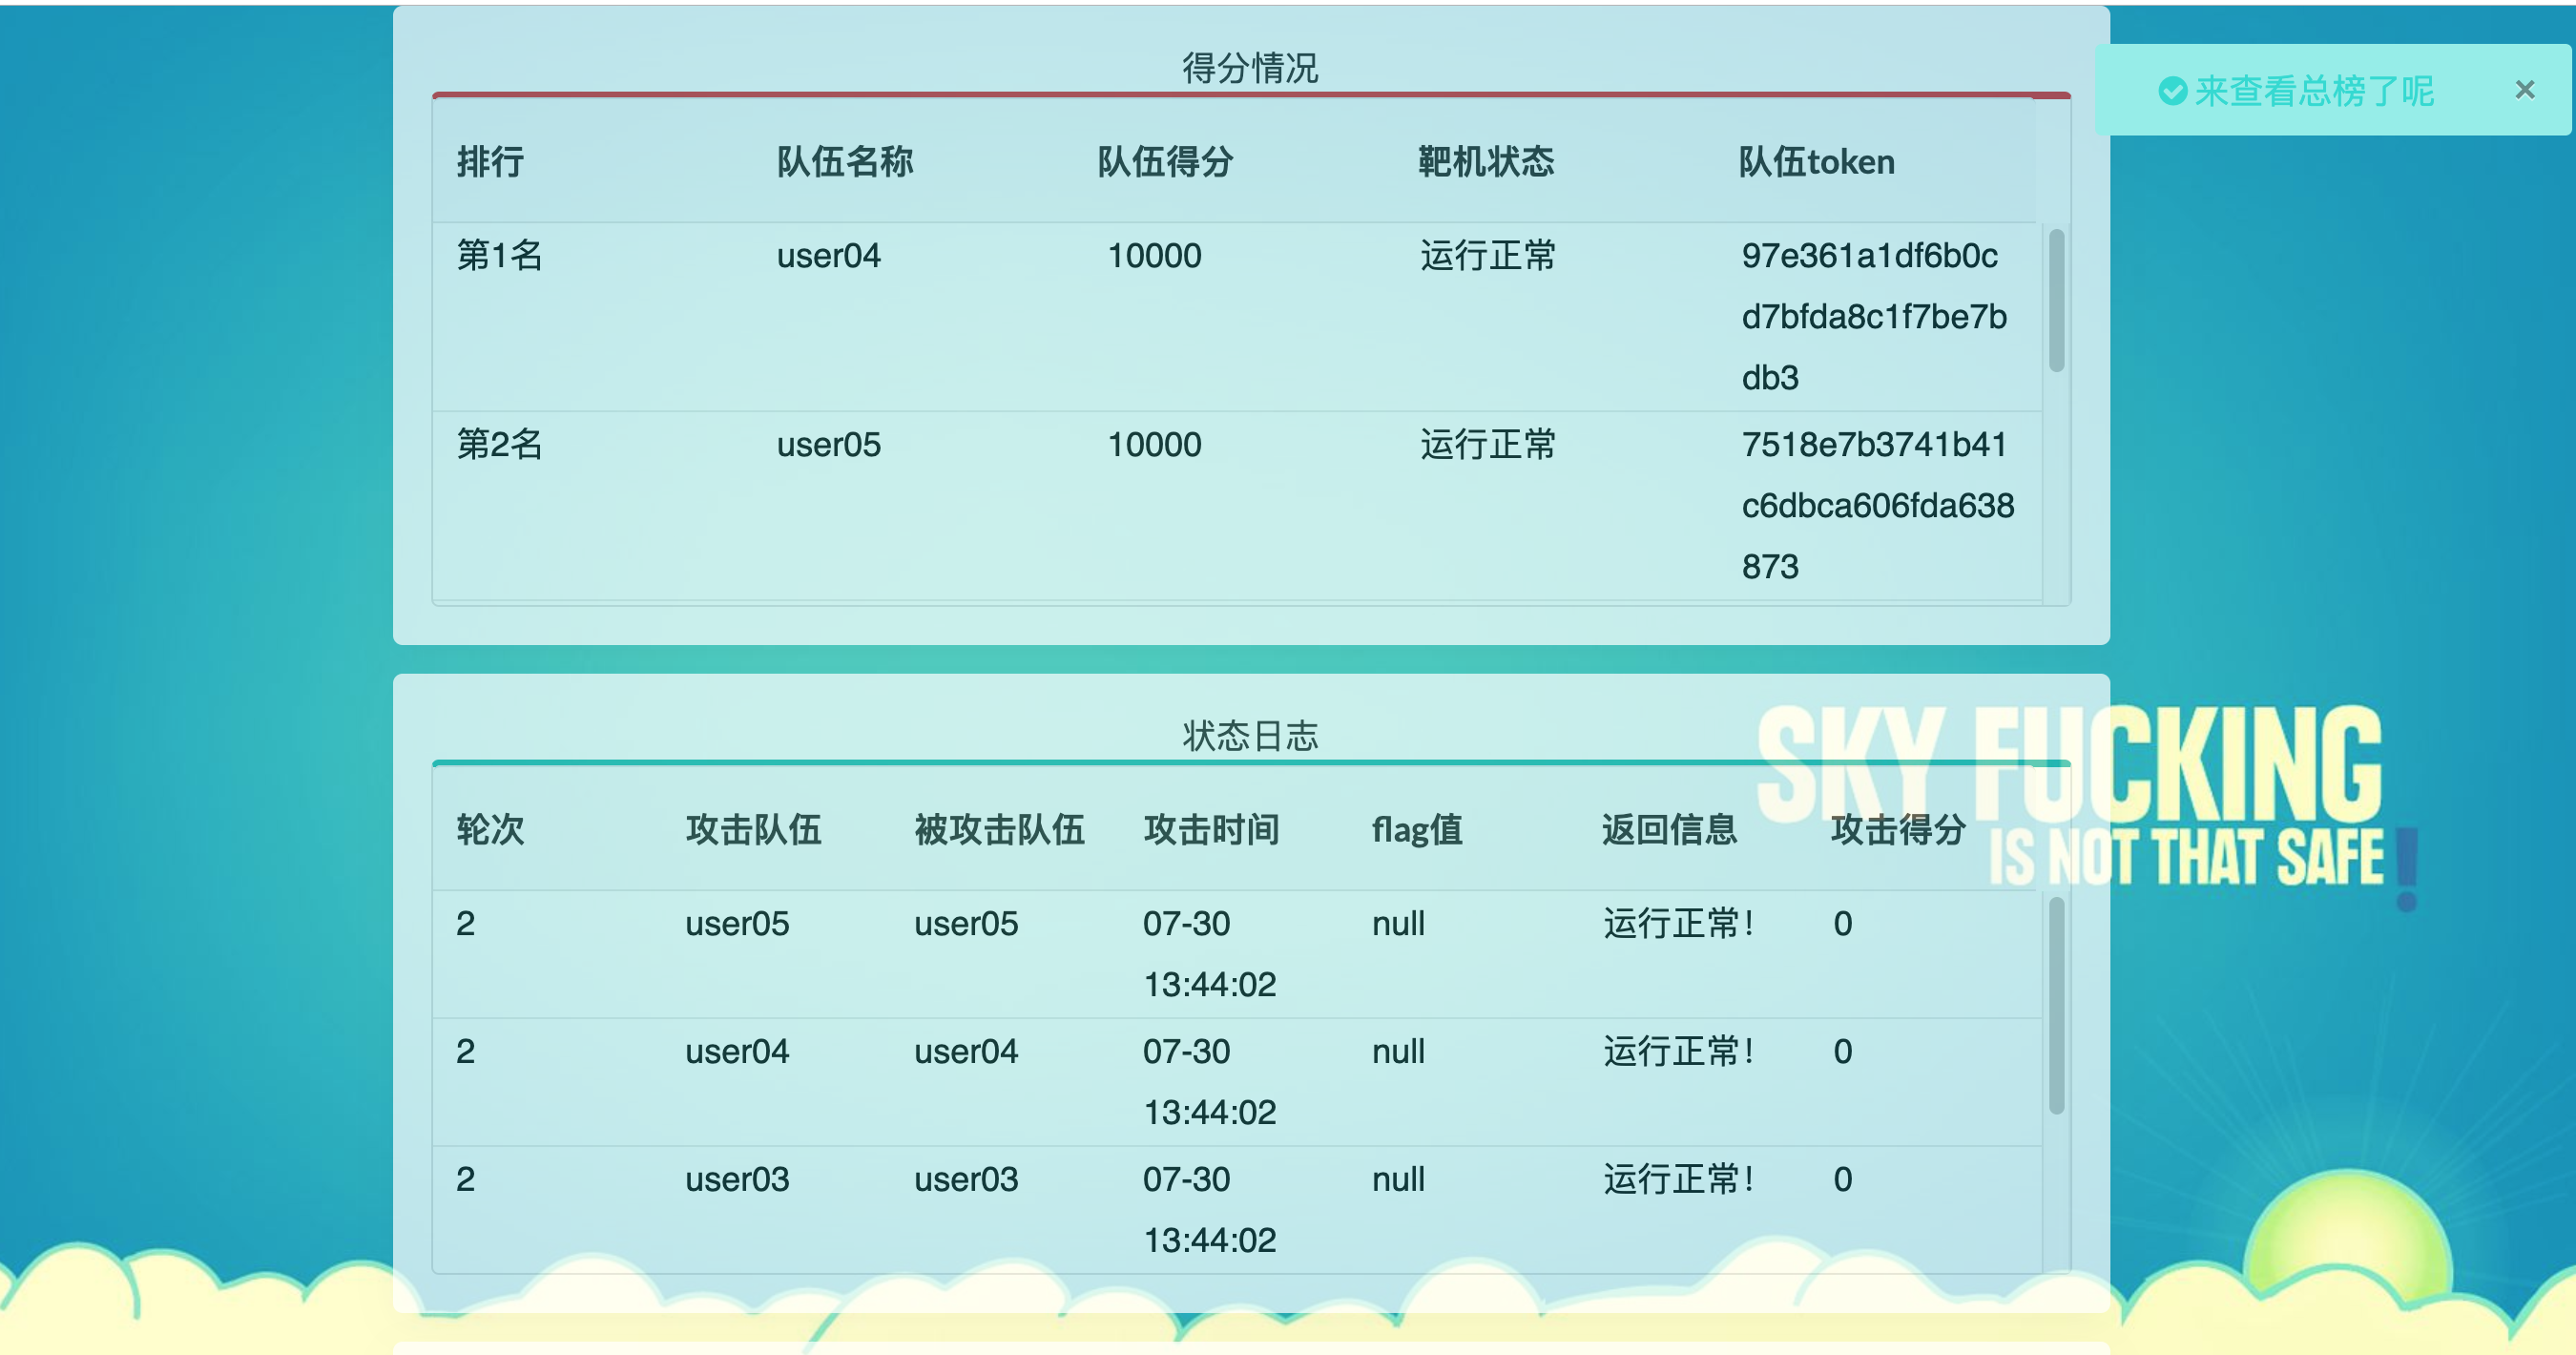 得分情况
来查看总榜了呢 ×
排行 队伍名称 队伍得分 靶机状态 队伍token
第1名 user04 10000 运行正常 97e361a1df6b0c
d7bfda8c1f7be7b
db3
第2名 user05 10000 运行正常 7518e7b3741b41
c6dbca606fda638
873
状态日志
SKY FUCKING
IS NOT THAT SAFE!
轮次 攻击队伍 被攻击队伍 攻击时间 flag值 返回信息 攻击得分
2 user05 user05 07-30 null 运行正常！ 0
13:44:02
2 user04 user04 07-30 null 运行正常！ 0
13:44:02
2 user03 user03 07-30 null 运行正常！ 0
13:44:02